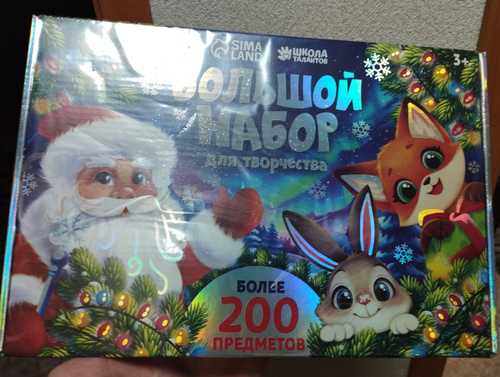 SIMA
LAND
ШКОЛА
ТАЛАНТОВ
3+
БОЛЬШОЙ
НАБОР
для творчества
БОЛЕЕ
200
ПРЕДМЕТОВ